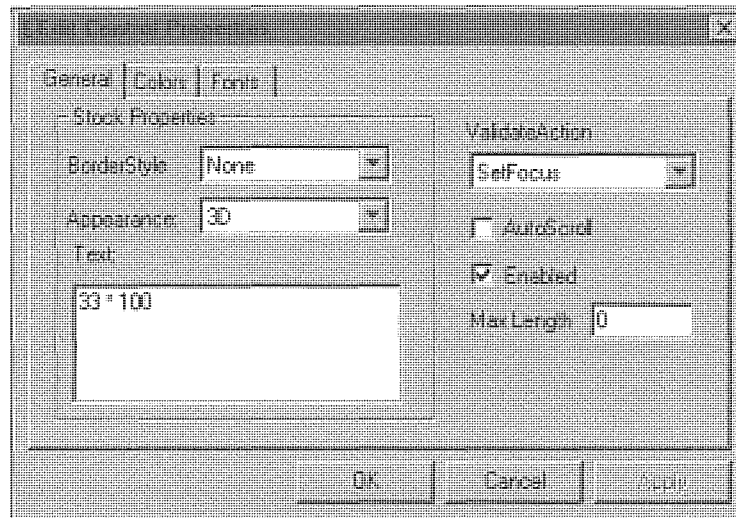 General Colors Fonts
Stock Properties
BorderStyle None
Appearance: 3D
Text:
33 * 100
ValidateAction
SetFocus
AutoScroll
Enabled
Max Length 0
OK Cancel Apply